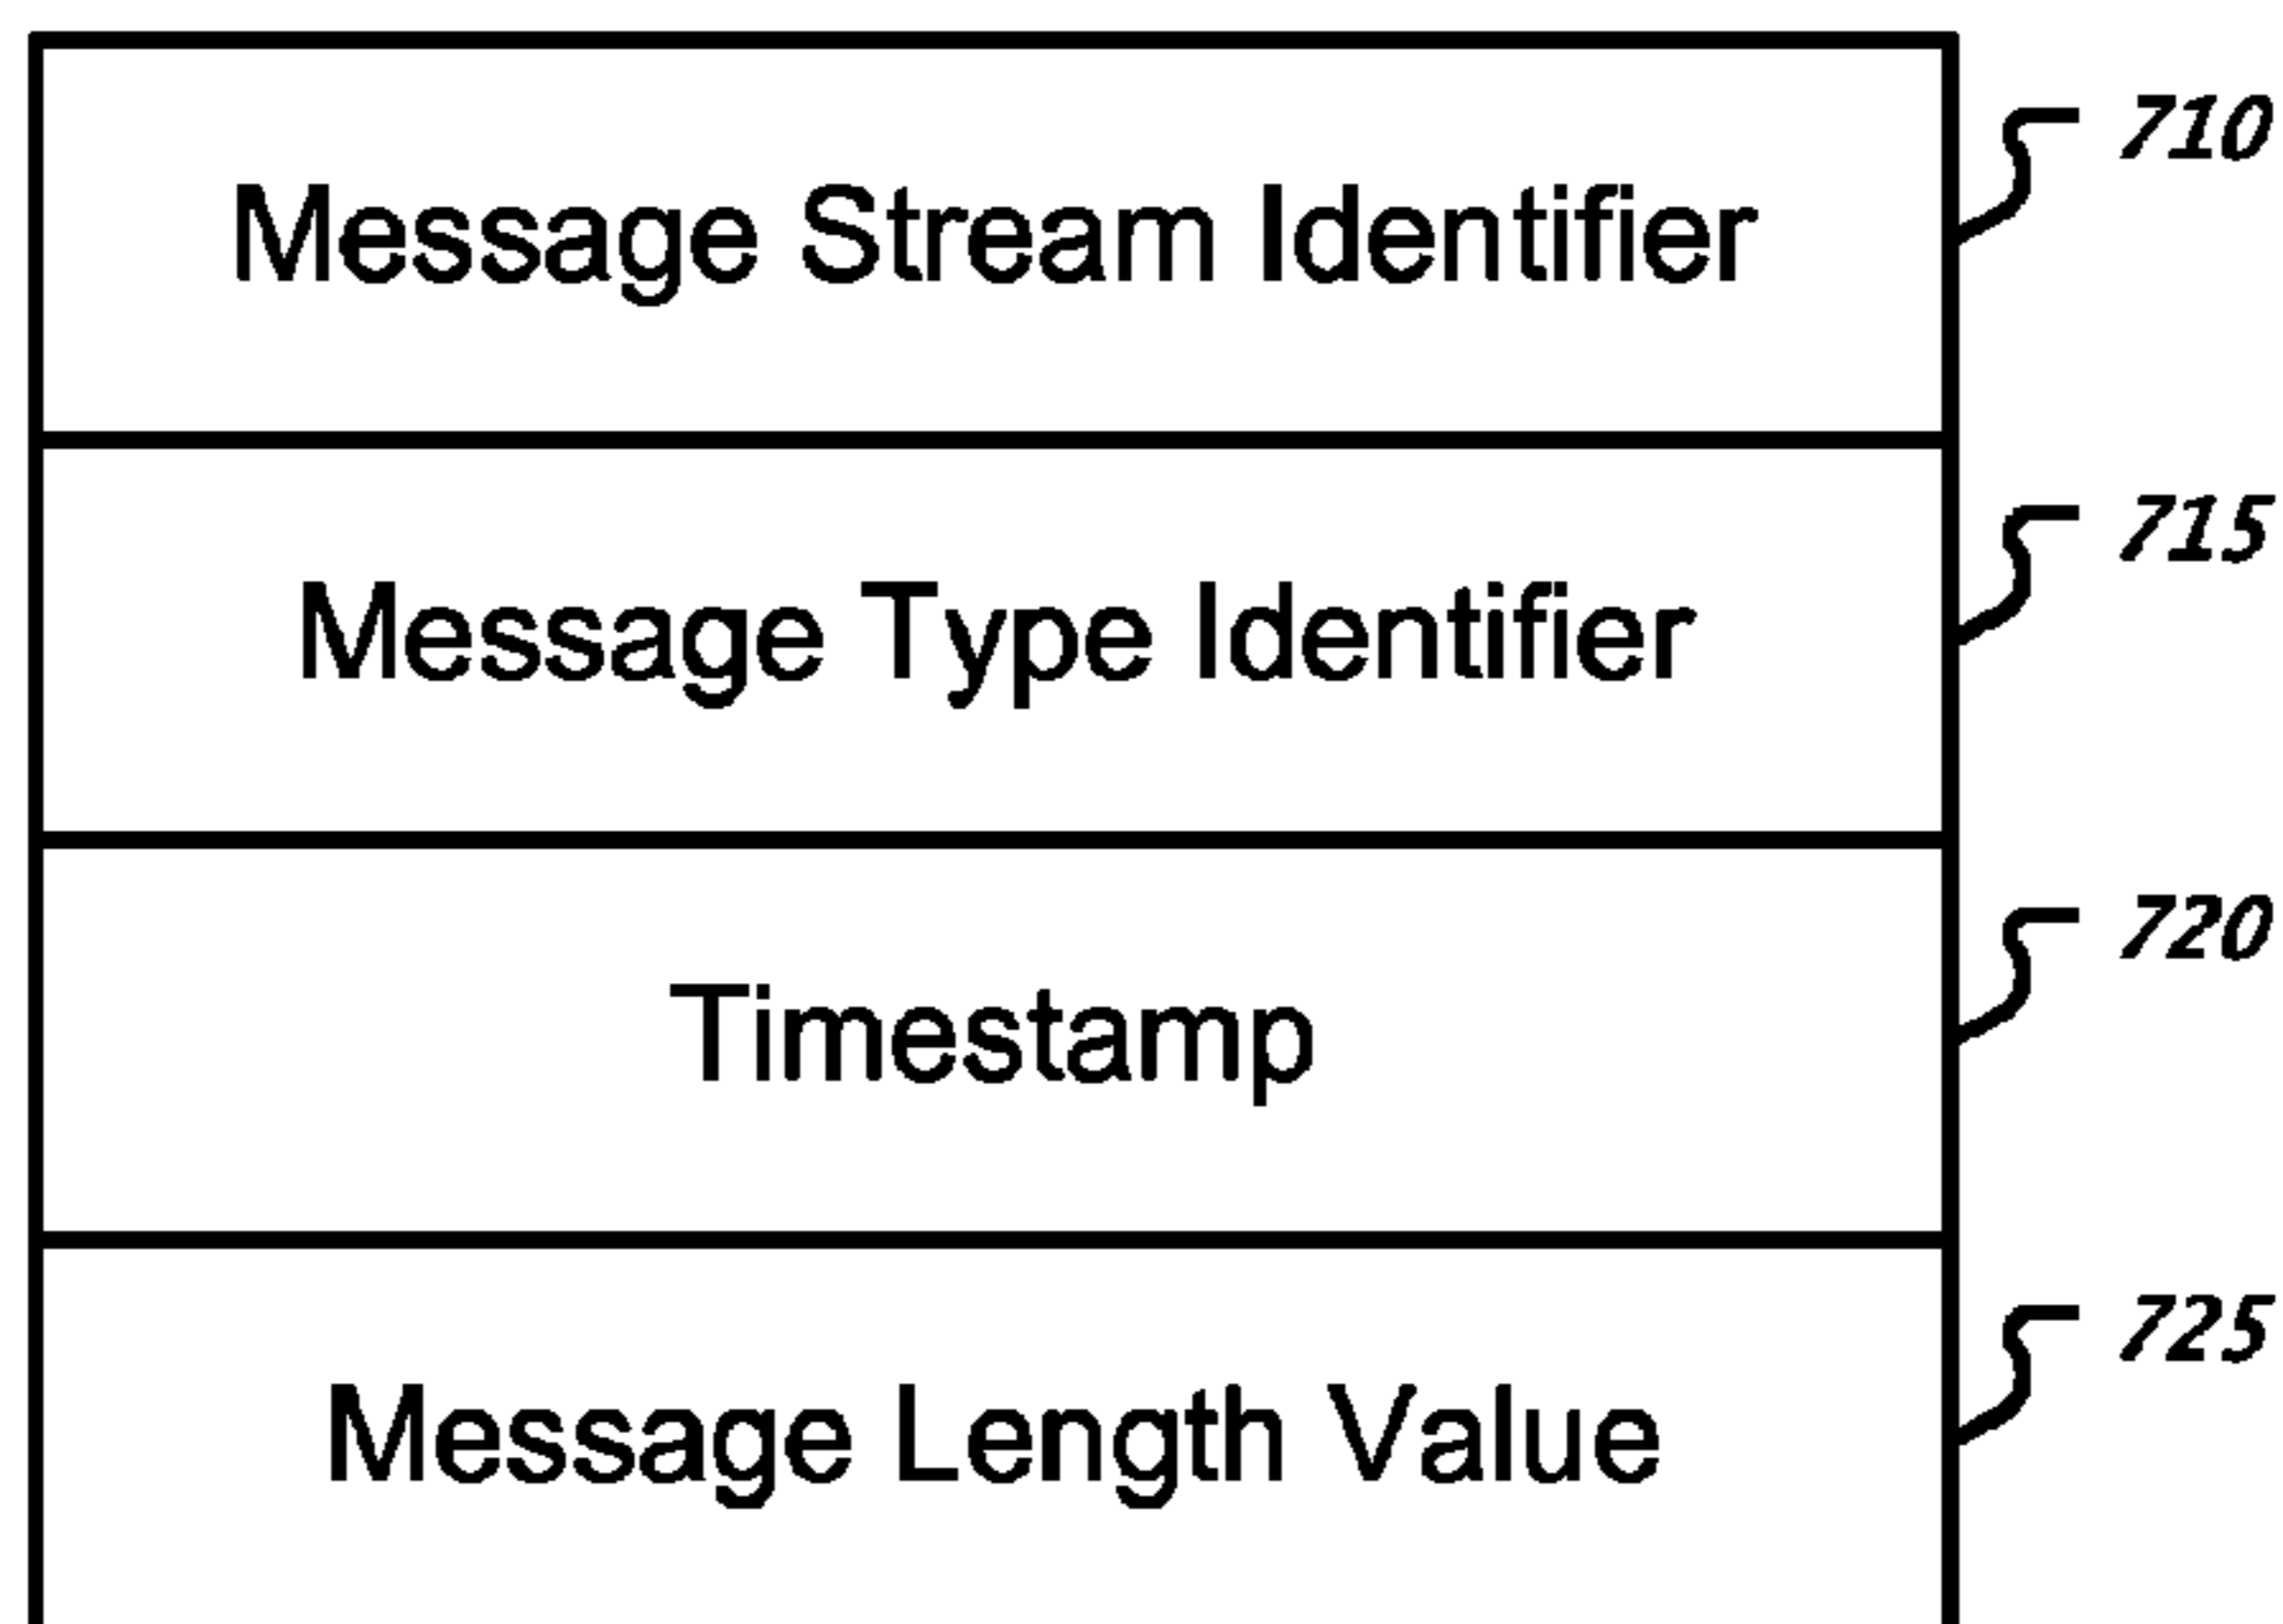 710
Message Stream Identifier
715
Message Type Identifier
720
Timestamp
725
Message Length Value